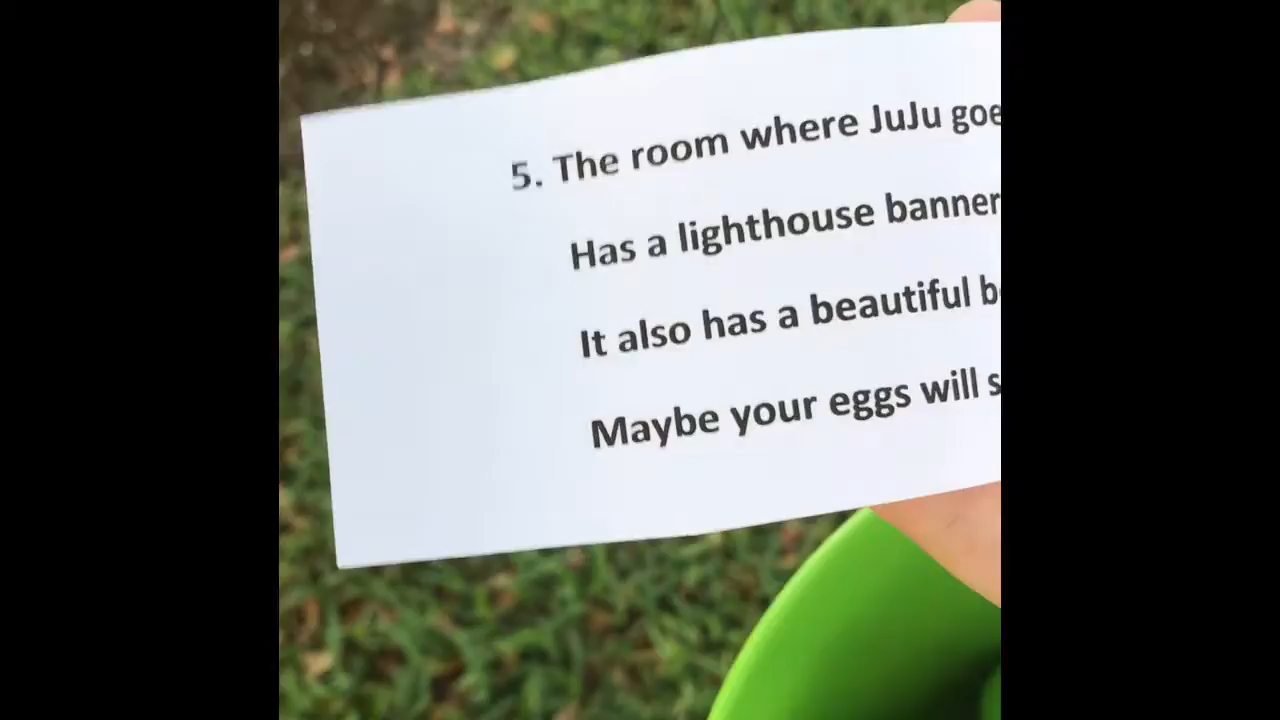 5. The room where JuJu goe
Has a lighthouse banner
It also has a beautiful b
Maybe your eggs will s